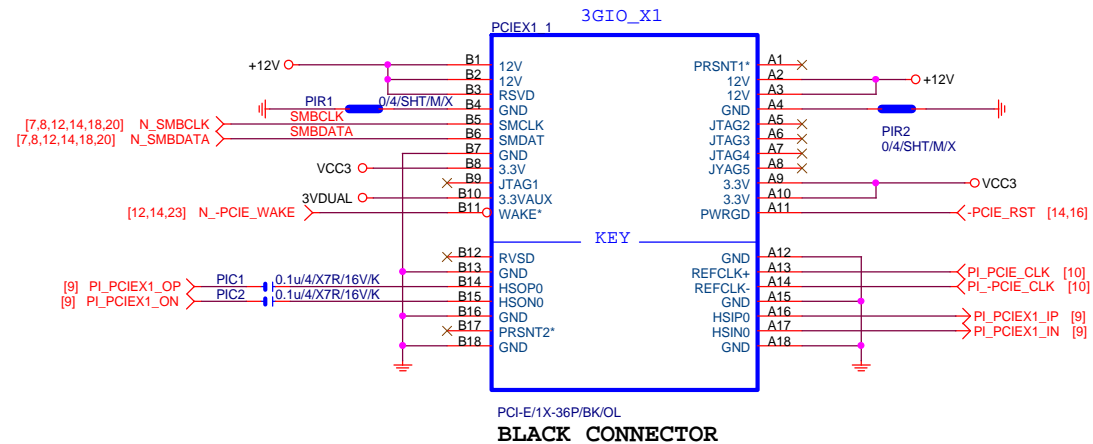 3GIO_X1
PCIEX1_1
+12V B1 12V PRSNT1* A1
B2 12V 12V A2 +12V
B3 RSVD 12V A3
PIR1 0/4/SHT/M/X B4 GND GND A4
[7,8,12,14,18,20] N_SMBCLK SMBCLK B5 SMCLK JTAG2 A5
[7,8,12,14,18,20] N_SMBDATA SMBDATA B6 SMDAT JTAG3 A6 PIR2
B7 GND JTAG4 A7 0/4/SHT/M/X
VCC3 B8 3.3V JYAG5 A8
B9 JTAG1 3.3V A9 VCC3
3VDUAL B10 3.3VAUX 3.3V A10
[12,14,23] N_-PCIE_WAKE B11 WAKE* PWRGD A11 -PCIE_RST [14,16]
KEY
B12 RVSD GND A12
B13 GND REFCLK+ A13 PI_PCIE_CLK [10]
[9] PI_PCIEX1_OP PIC1 0.1u/4/X7R/16V/K B14 HSOP0 REFCLK- A14 PI_-PCIE_CLK [10]
[9] PI_PCIEX1_ON PIC2 0.1u/4/X7R/16V/K B15 HSON0 GND A15
B16 GND HSIP0 A16 PI_PCIEX1_IP [9]
B17 PRSNT2* HSIN0 A17 PI_PCIEX1_IN [9]
B18 GND GND A18
PCI-E/1X-36P/BK/OL
BLACK CONNECTOR